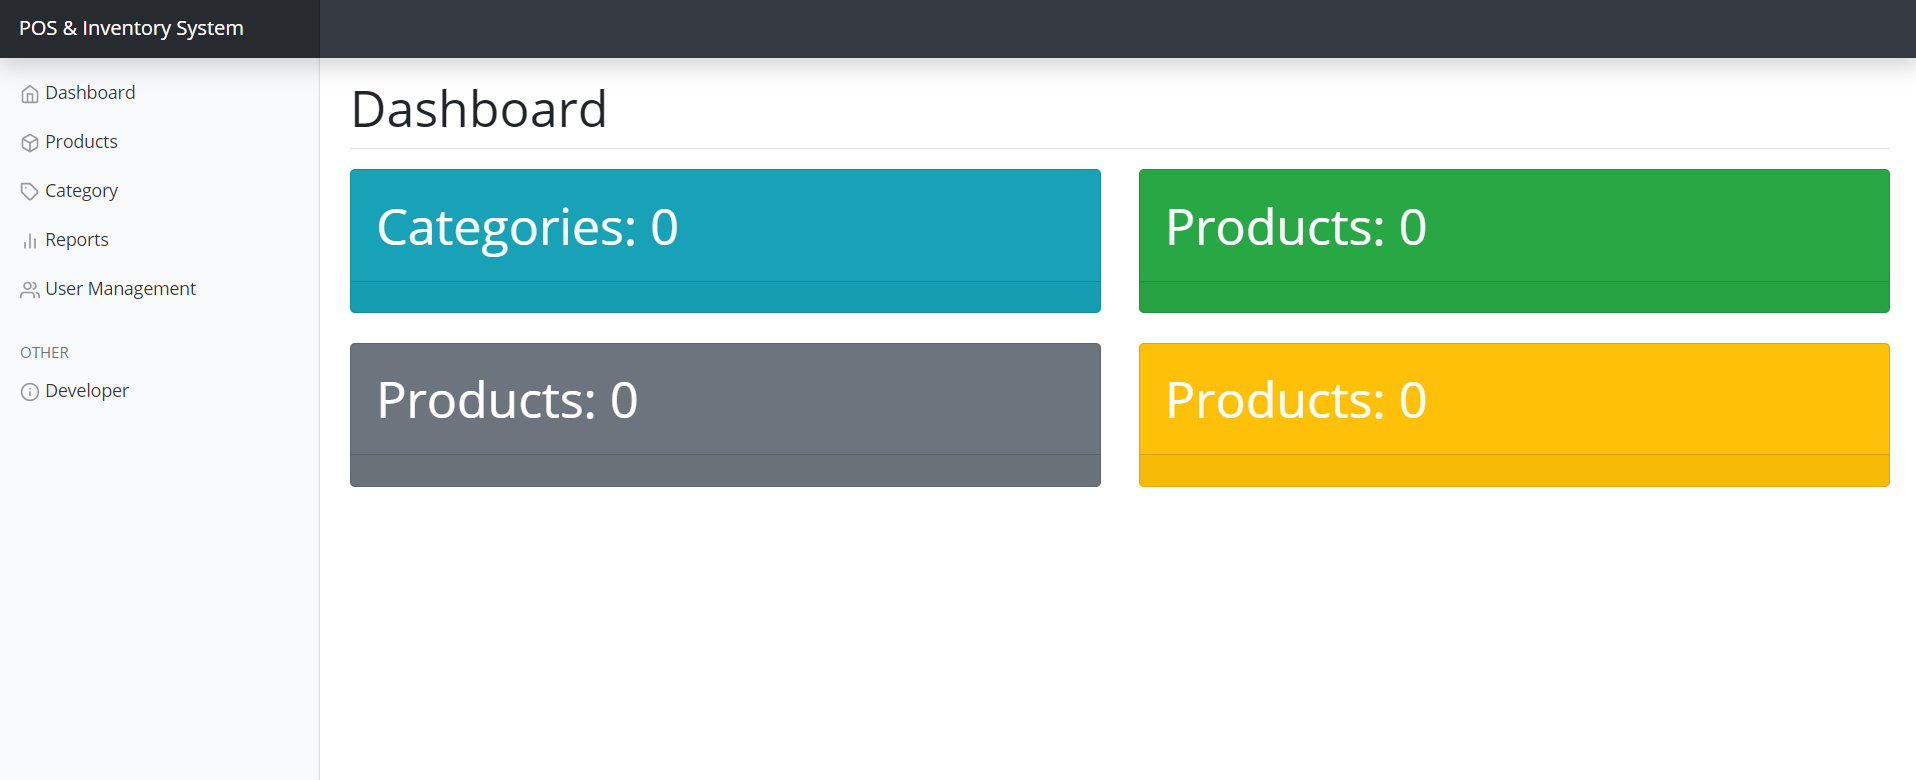 POS & Inventory System
Dashboard
Products
Category
Reports
User Management
OTHER
Developer
Dashboard
Categories: 0
Products: 0
Products: 0
Products: 0